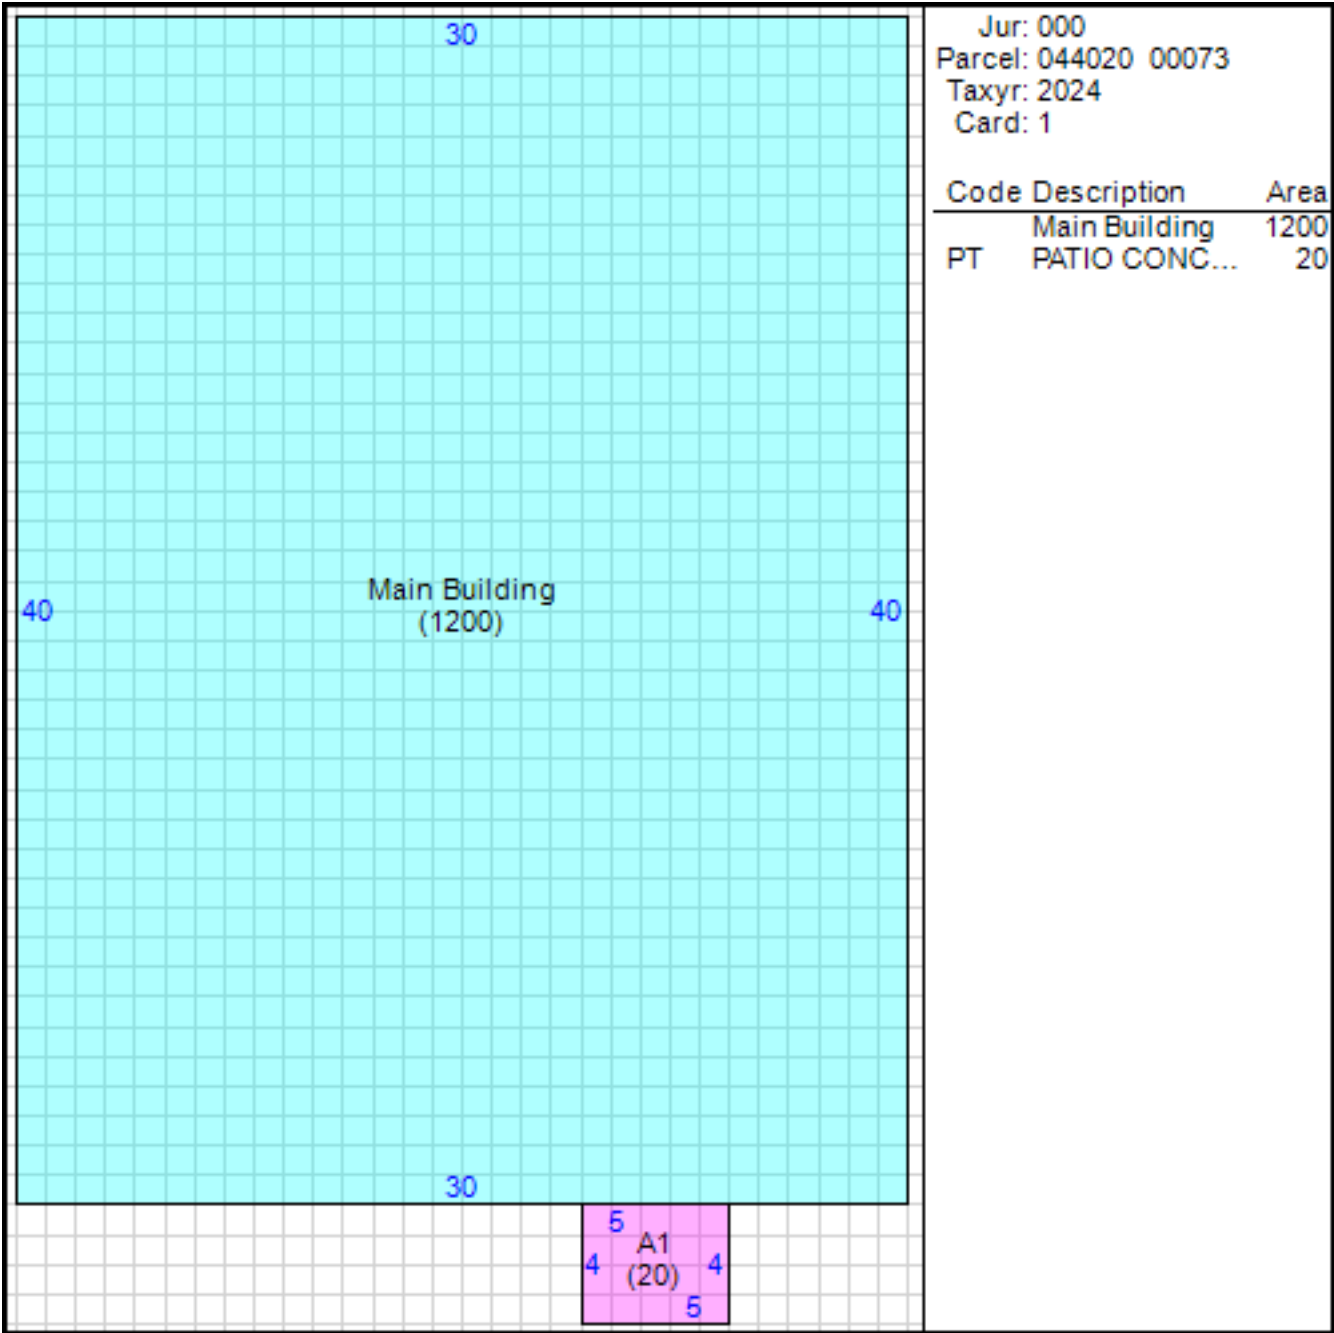 30
40
Main Building
(1200)
40
30
5
A1
4
4
(20)
5
Jur: 000
Parcel: 044020 00073
Taxyr: 2024
Card: 1
Code Description Area
Main Building 1200
PT PATIO CONC... 20